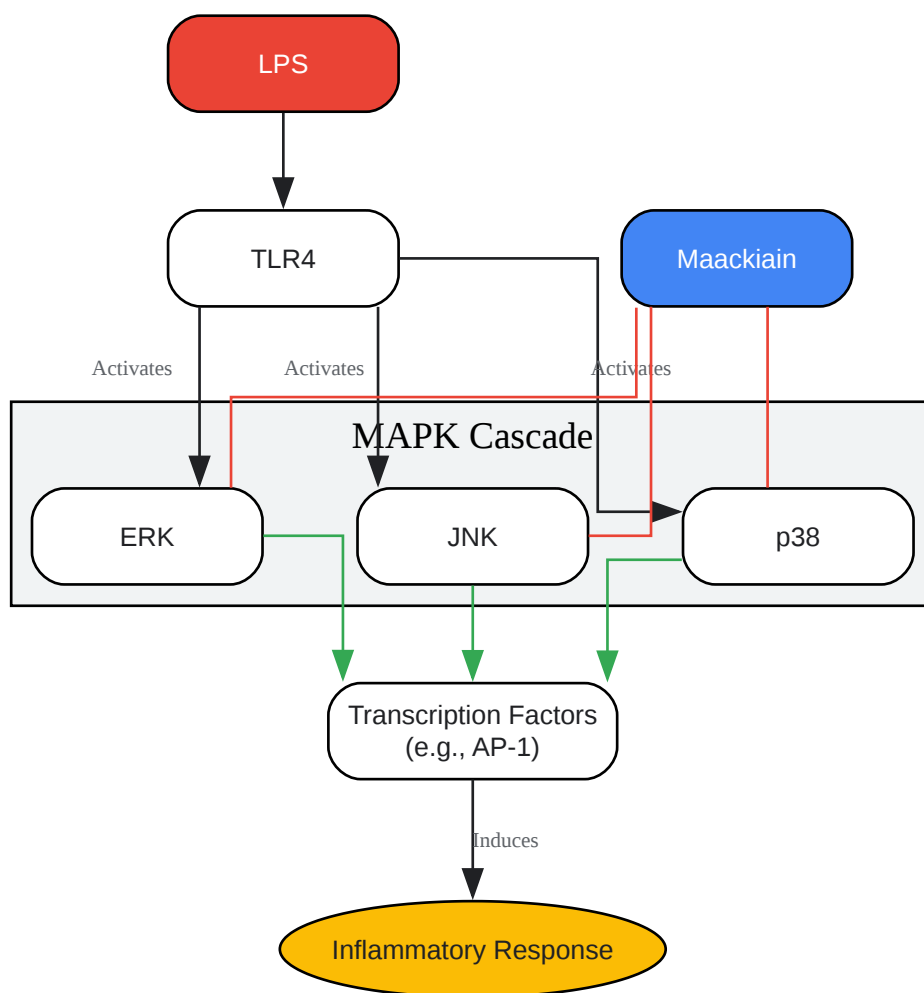 LPS
TLR4
Maackiain
Activates
Activates
Activates
MAPK Cascade
ERK
JNK
p38
Transcription Factors
(e.g., AP-1)
Induces
Inflammatory Response